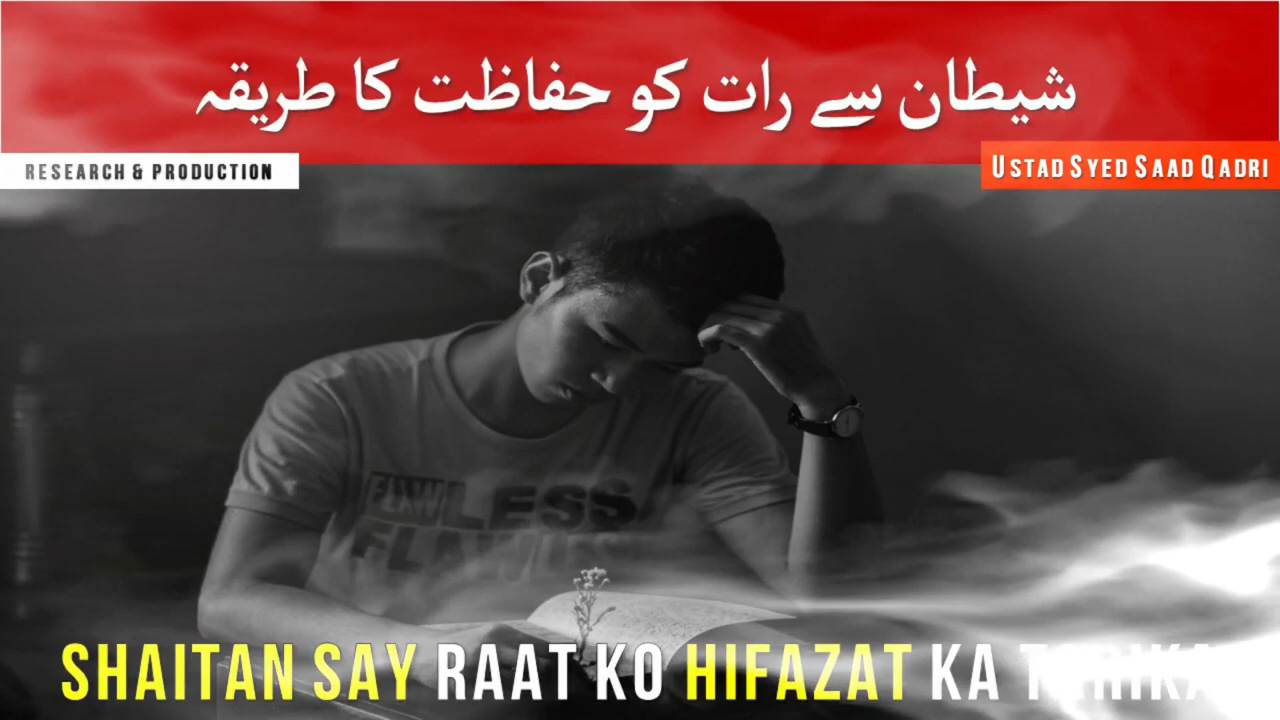 شیطان سے رات کو حفاظت کا طریقہ
RESEARCH & PRODUCTION
USTAD SYED SAAD QADRI
FLAWLESS
SHAITAN SAY RAAT KO HIFAZAT KA